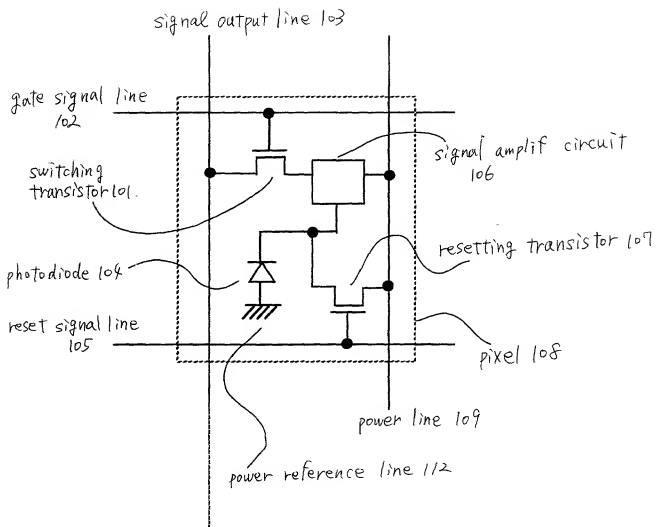 signal output line 103
gate signal line
102
signal amplif circuit
106
switching
transistor 101.
resetting transistor 107
photodiode 104
reset signal line
105
pixel 108
power line 109
power reference line 112